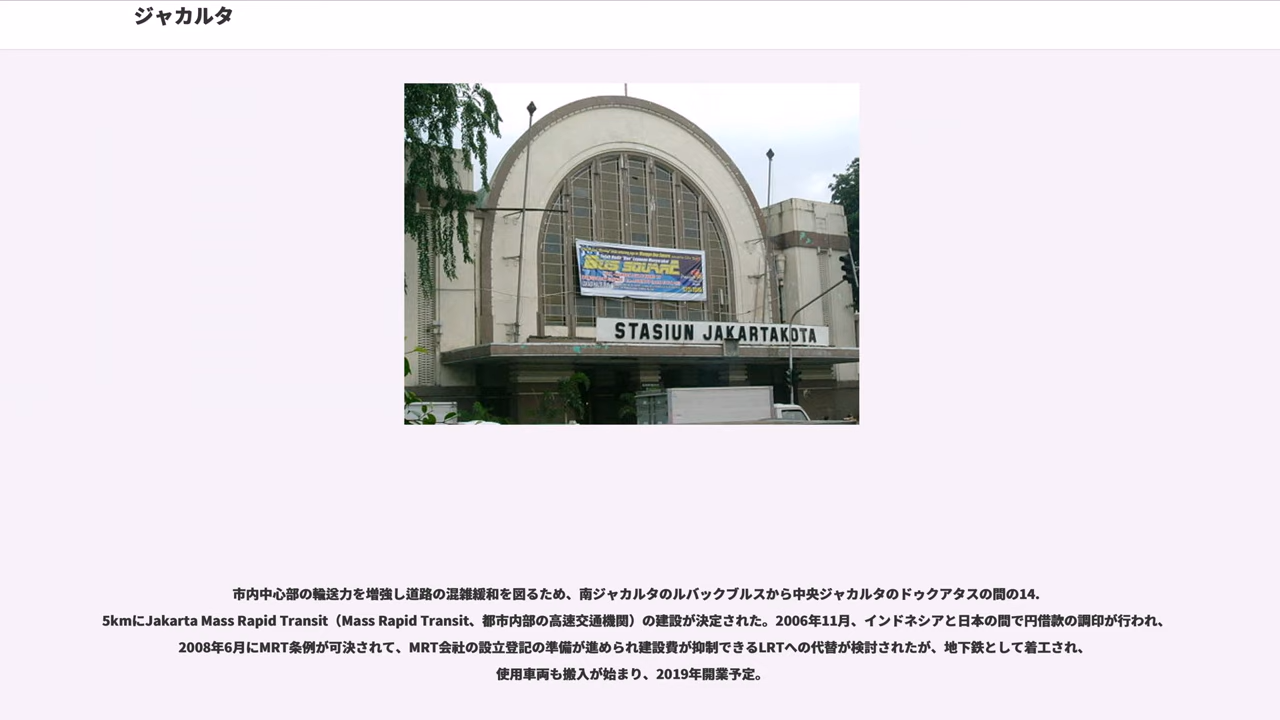 ジャカルタ
BUS SQUARE
STASIUN JAKARTAKOTA
市内中心部の輪送力を増強し道路の混雑緩和を図るため、南ジャカルタのルバックブルスから中央ジャカルタのドゥクアタスの間の14.
5kmにJakarta Mass Rapid Transit（Mass Rapid Transit、都市内部の高速交通機関）の建設が決定された。2006年11月、インドネシアと日本の間で円借款の調印が行われ、
2008年6月にMRT条例が可決されて、MRT会社の設立登記の準備が進められ建設費が抑制できるLRTへの代替が検討されたが、地下鉄として着工され、
使用車両も搬入が始まり、2019年開業予定。